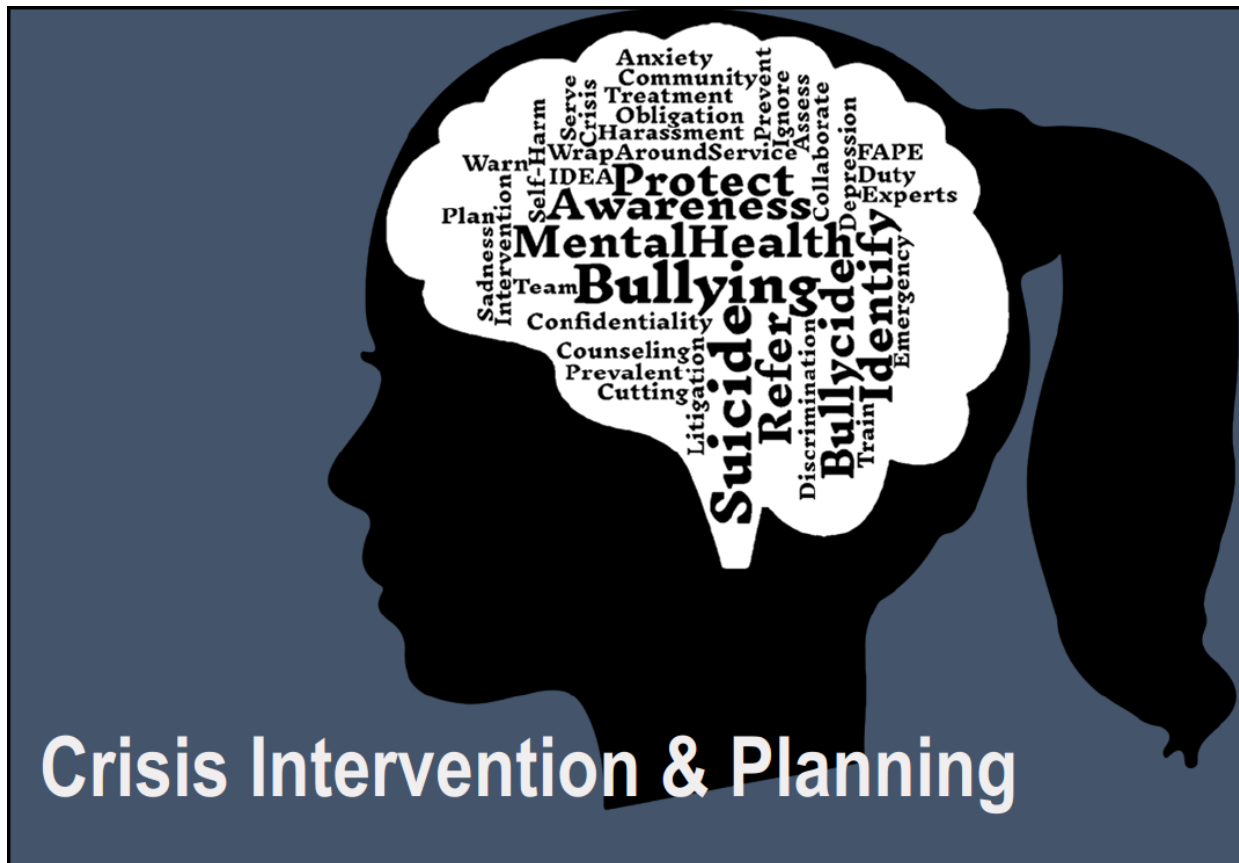 Anxiety
Community
Treatment
Obligation
Harassment
WrapAroundService
IDEA
Protect
Awareness
MentalHealth
Bullying
Warn
Plan
Team
Confidentiality
Counseling
Prevalent
Cutting
Sadness
Intervention
Self-Harm
Serve
Crisis
Prevent
Ignore
Assess
Collaborate
Depression
FAPE
Duty
Experts
Identify
Emergency
Litigation
Suicide
Refer
Discrimination
Bullycide
Train
Crisis Intervention & Planning